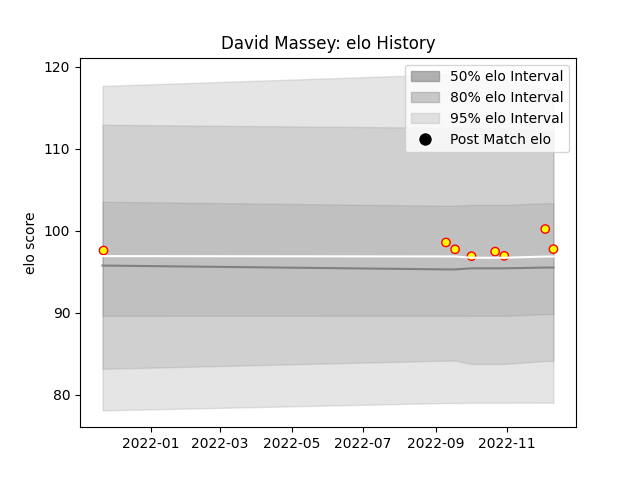 David Massey: elo History
120
110
100
90
80
elo score
50% elo Interval
80% elo Interval
95% elo Interval
Post Match elo
2022-01
2022-03
2022-05
2022-07
2022-09
2022-11